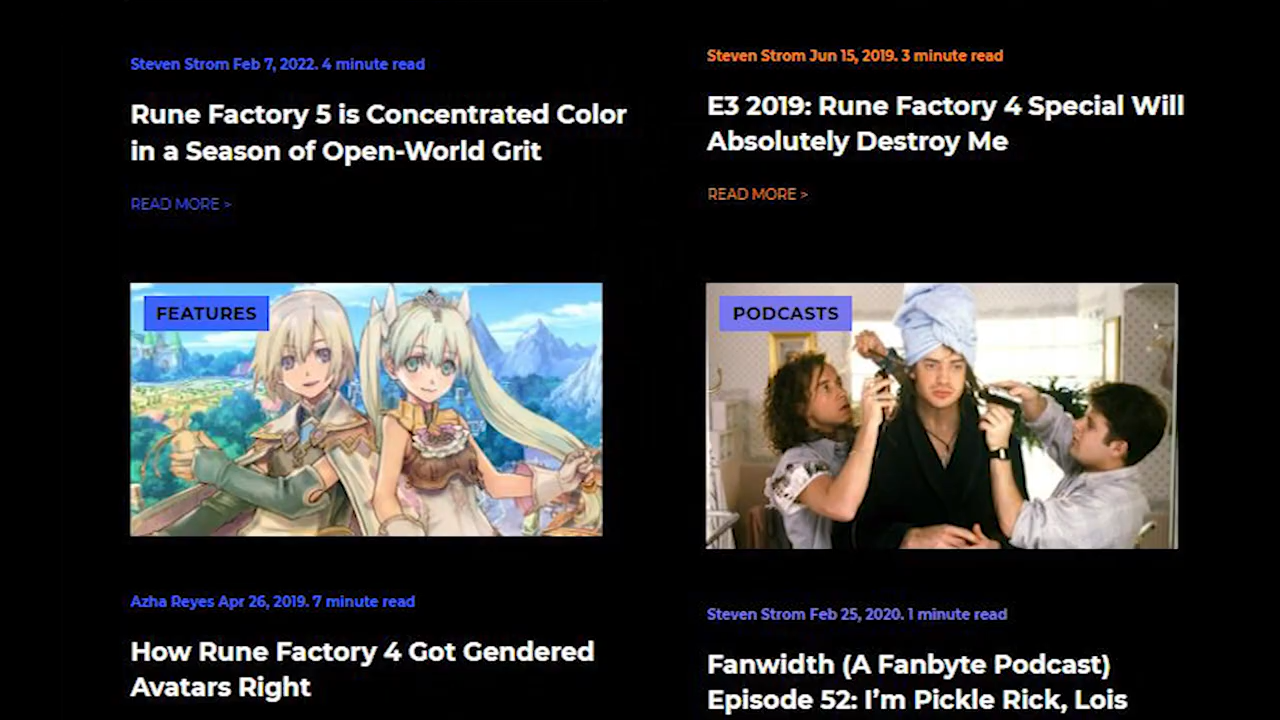 Steven Strom Feb 7, 2022. 4 minute read
Rune Factory 5 is Concentrated Color
in a Season of Open-World Grit
READ MORE >
Steven Strom Jun 15, 2019. 3 minute read
E3 2019: Rune Factory 4 Special Will
Absolutely Destroy Me
READ MORE >
FEATURES
Azha Reyes Apr 26, 2019. 7 minute read
How Rune Factory 4 Got Gendered
Avatars Right
PODCASTS
Steven Strom Feb 25, 2020. 1 minute read
Fanwidth (A Fanbyte Podcast)
Episode 52: I’m Pickle Rick, Lois